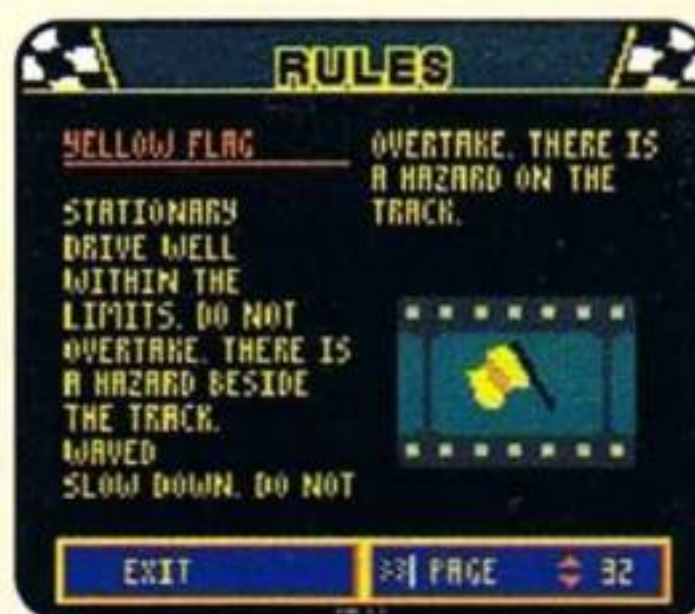 RULES
YELLOW FLAG
STATIONARY
DRIVE WELL
WITHIN THE
LIMITS. DO NOT
OVERTAKE. THERE IS
A HAZARD BESIDE
THE TRACK.
WAVED
SLOW DOWN. DO NOT
OVERTAKE. THERE IS
A HAZARD ON THE
TRACK.
EXIT
PAGE 32